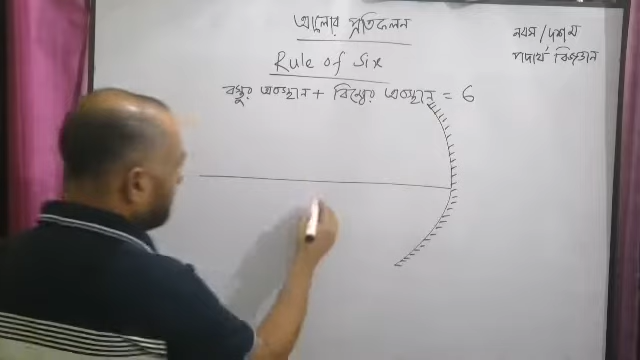 আলোর প্রতিফলন
নবম/দশম
পদার্থ বিজ্ঞান
Rule of Six
বস্তুর অবস্থান + বিম্বের অবস্থান = 6